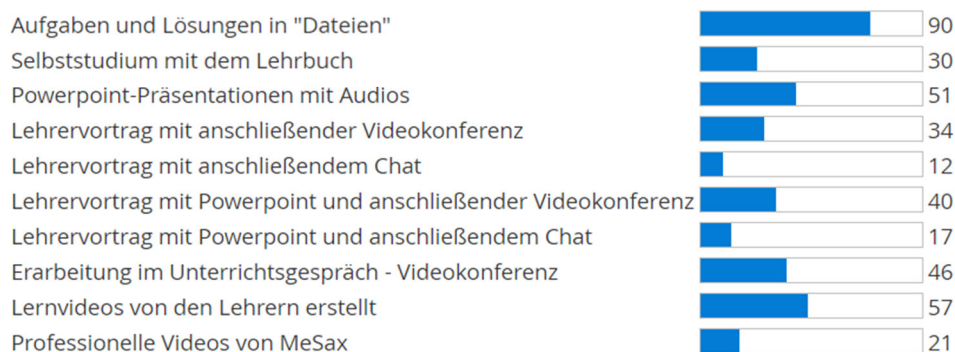 Aufgaben und Lösungen in "Dateien" 90
Selbststudium mit dem Lehrbuch 30
Powerpoint-Präsentationen mit Audios 51
Lehrervortrag mit anschließender Videokonferenz 34
Lehrervortrag mit anschließendem Chat 12
Lehrervortrag mit Powerpoint und anschließender Videokonferenz 40
Lehrervortrag mit Powerpoint und anschließendem Chat 17
Erarbeitung im Unterrichtsgespräch - Videokonferenz 46
Lernvideos von den Lehrern erstellt 57
Professionelle Videos von MeSax 21